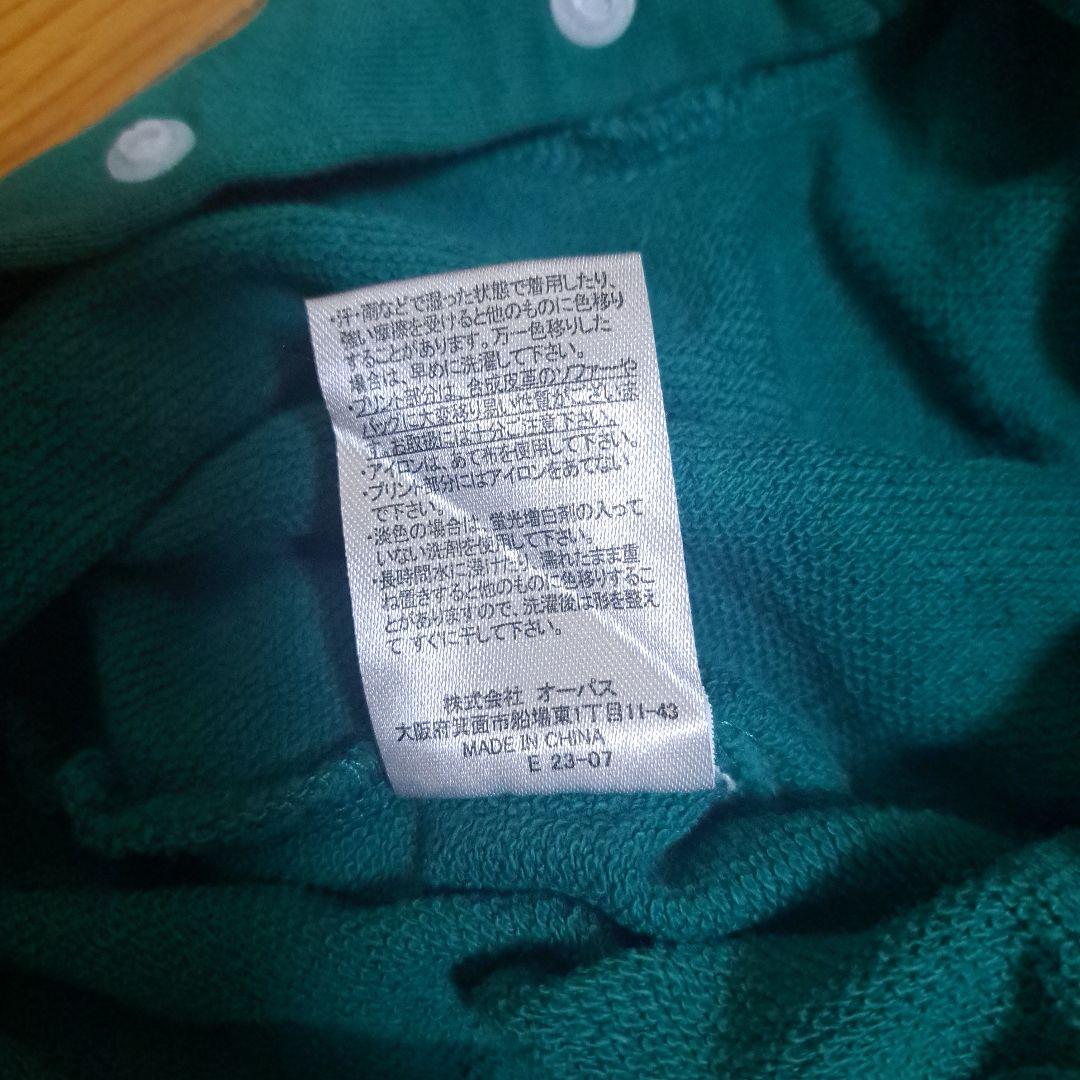 ・汗・雨などで湿った状態で着用したり、
強い摩擦を受けると他のものに色移り
することがあります。万一色移りした
場合は、早めに洗濯して下さい。
・プリント部分は、合成皮革のソファーや
バックに大変移り易い性質がございま
す。お取扱には十分ご注意下さい。
・アイロンは、あて布を使用して下さい。
・プリント部分にはアイロンをあてない
で下さい。
・淡色の場合は、蛍光増白剤の入って
いない洗剤を使用して下さい。
・長時間水に浸けたり、濡れたまま重
ね置きすると他のものに色移りするこ
とがありますので、洗濯後は形を整え
て すぐに干して下さい。
株式会社 オーパス
大阪府箕面市船場東1丁目11-43
MADE IN CHINA
E 23-07